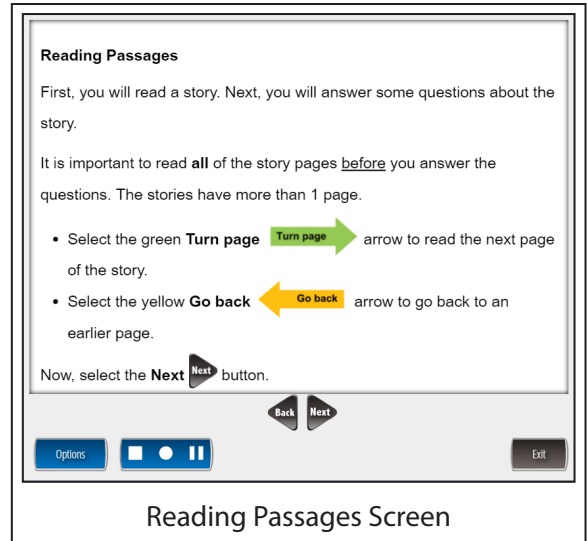 Reading Passages
First, you will read a story. Next, you will answer some questions about the
story.
It is important to read all of the story pages before you answer the
questions. The stories have more than 1 page.
• Select the green Turn page Turn page arrow to read the next page
of the story.
• Select the yellow Go back Go back arrow to go back to an
earlier page.
Now, select the Next Next button.
Back Next
Options Exit
Reading Passages Screen